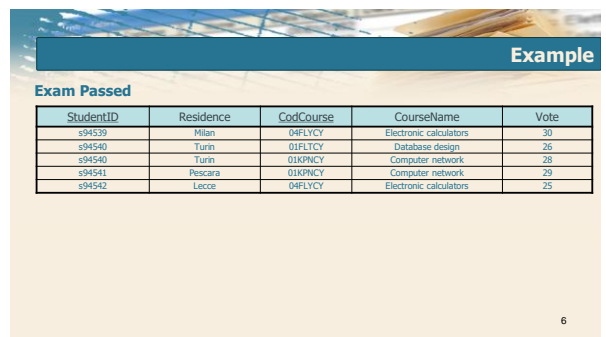 Example
Exam Passed
StudentID Residence CodCourse CourseName Vote
s94539 Milan 04FLYCY Electronic calculators 30
s94540 Turin 01FLTCY Database design 26
s94540 Turin 01KPNCY Computer network 28
s94541 Pescara 01KPNCY Computer network 29
s94542 Lecce 04FLYCY Electronic calculators 25
6